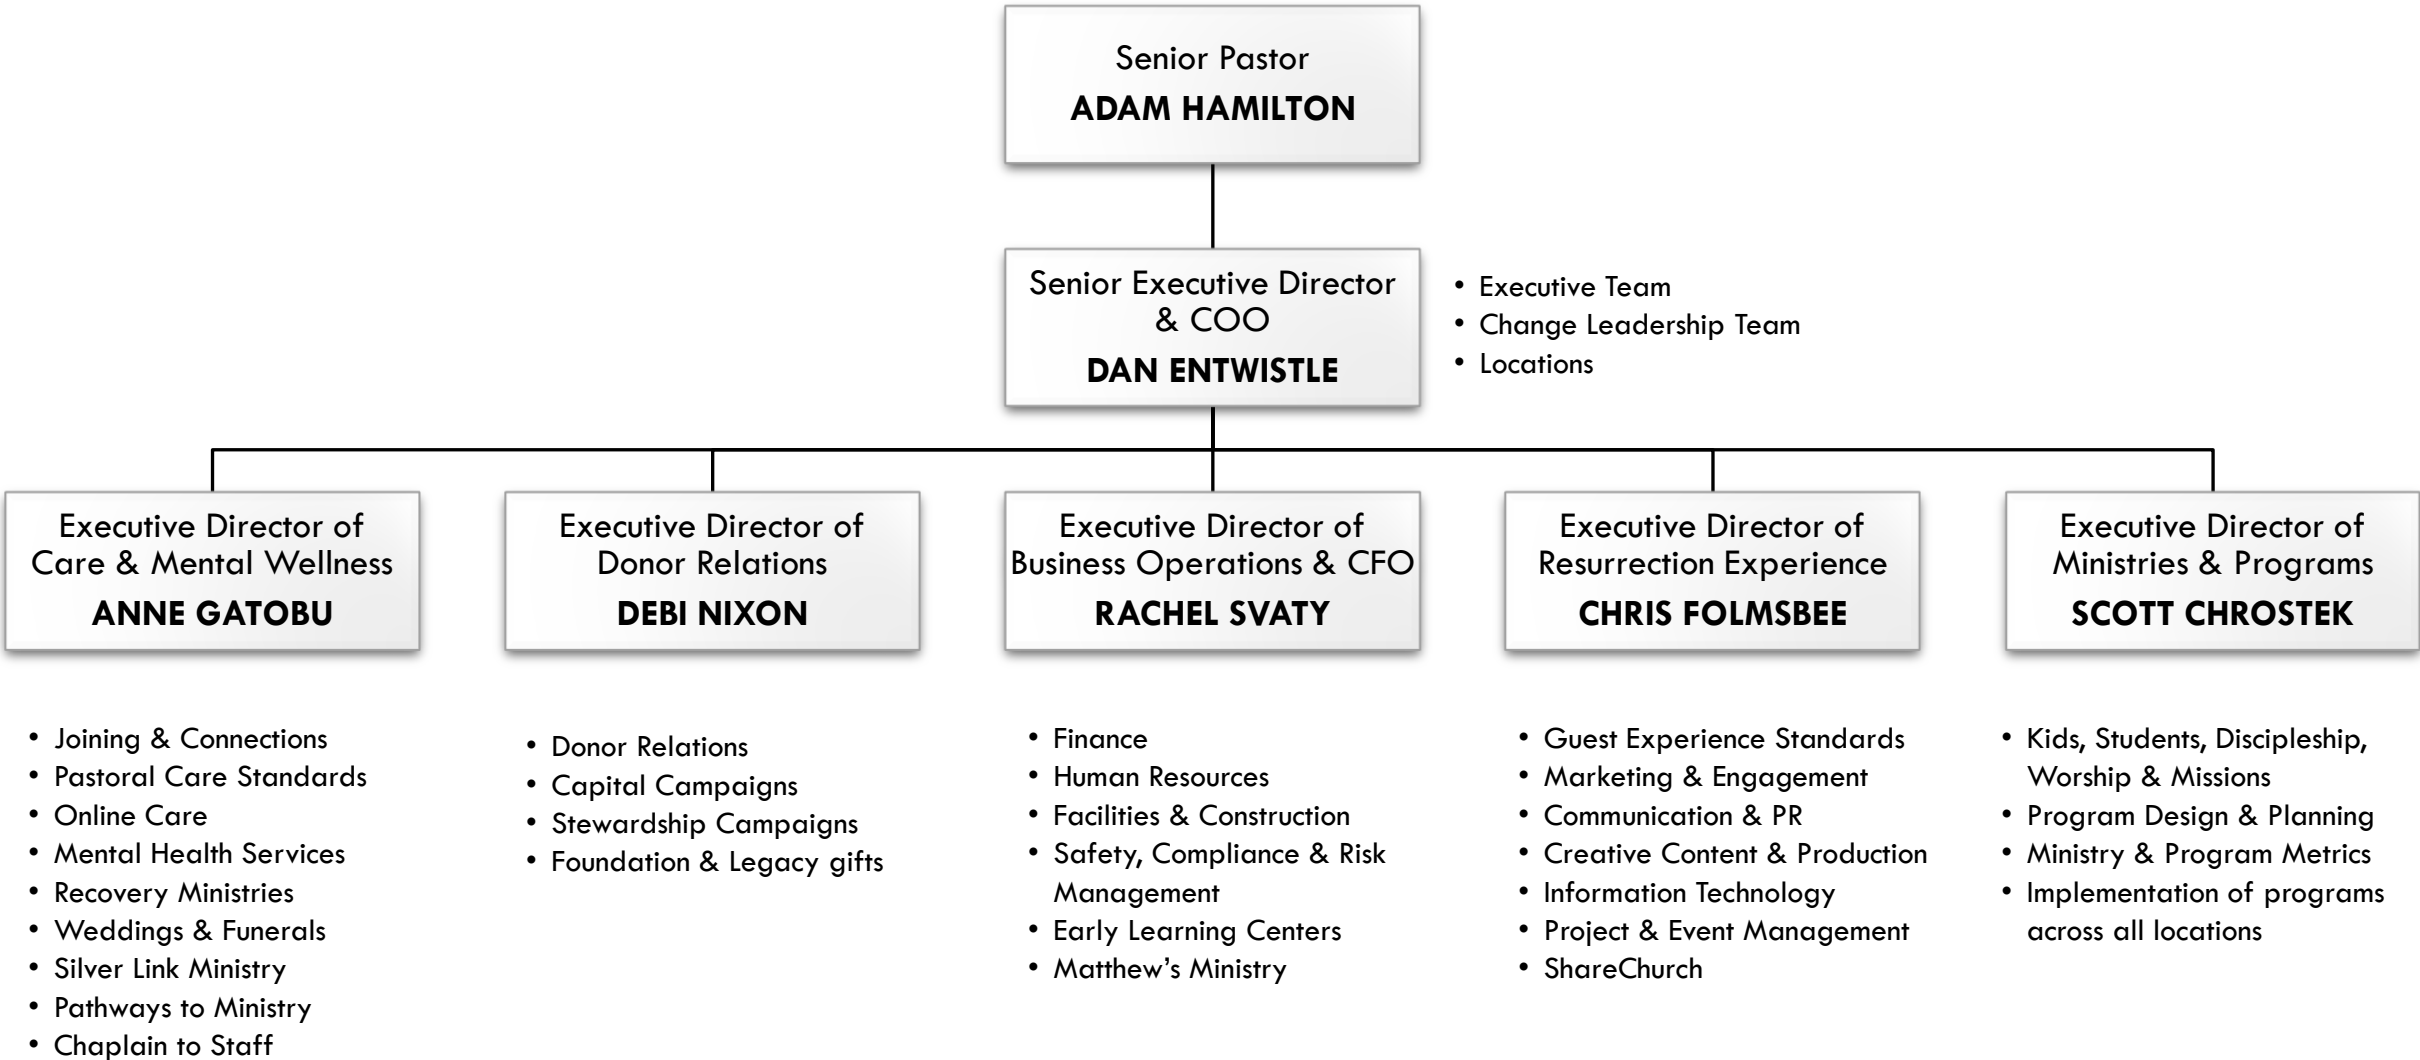 Senior Pastor
ADAM HAMILTON
Senior Executive Director
& COO
DAN ENTWISTLE
• Executive Team
• Change Leadership Team
• Locations
Executive Director of
Care & Mental Wellness
ANNE GATOBU
Executive Director of
Donor Relations
DEBI NIXON
Executive Director of
Business Operations & CFO
RACHEL SVATY
Executive Director of
Resurrection Experience
CHRIS FOLMSBEE
Executive Director of
Ministries & Programs
SCOTT CHROSTEK
• Joining & Connections
• Pastoral Care Standards
• Online Care
• Mental Health Services
• Recovery Ministries
• Weddings & Funerals
• Silver Link Ministry
• Pathways to Ministry
• Chaplain to Staff
• Donor Relations
• Capital Campaigns
• Stewardship Campaigns
• Foundation & Legacy gifts
• Finance
• Human Resources
• Facilities & Construction
• Safety, Compliance & Risk
Management
• Early Learning Centers
• Matthew’s Ministry
• Guest Experience Standards
• Marketing & Engagement
• Communication & PR
• Creative Content & Production
• Information Technology
• Project & Event Management
• ShareChurch
• Kids, Students, Discipleship,
Worship & Missions
• Program Design & Planning
• Ministry & Program Metrics
• Implementation of programs
across all locations